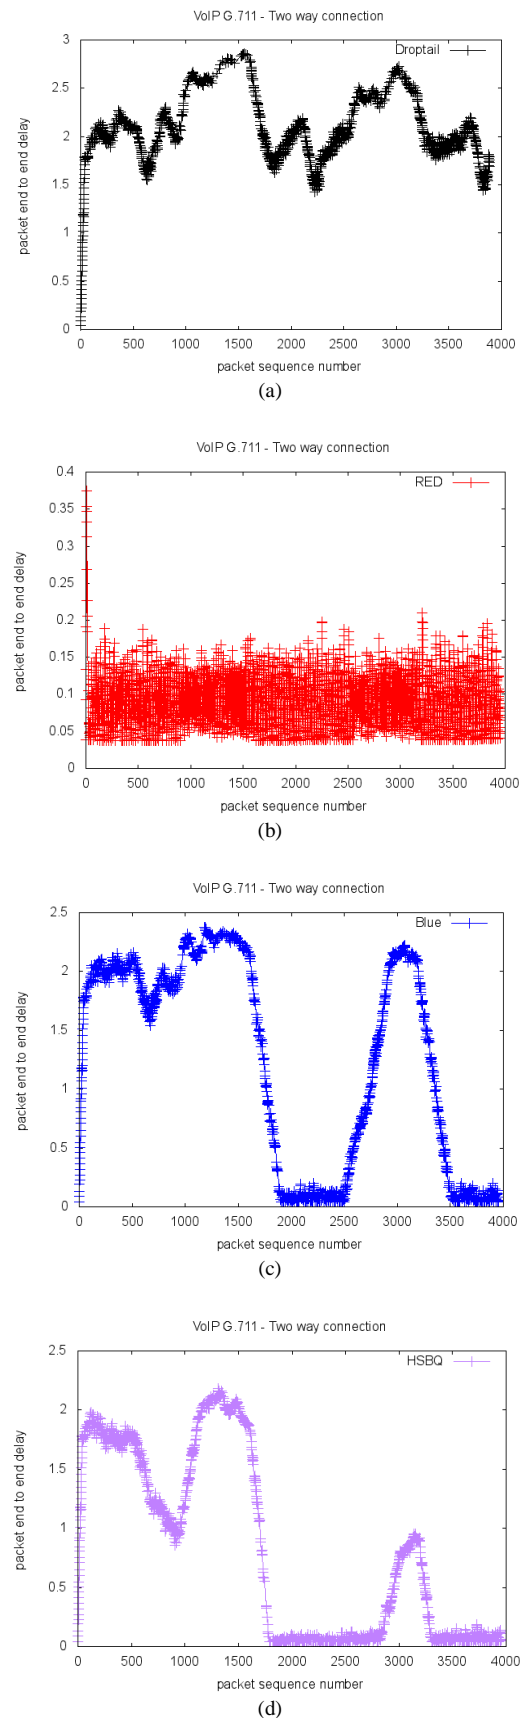 VoIP G.711 - Two way connection
Droptail
packet end to end delay
3
2.5
2
1.5
1
0.5
0
0 500 1000 1500 2000 2500 3000 3500 4000
packet sequence number
(a)
VoIP G.711 - Two way connection
RED
packet end to end delay
0.4
0.35
0.3
0.25
0.2
0.15
0.1
0.05
0
0 500 1000 1500 2000 2500 3000 3500 4000
packet sequence number
(b)
VoIP G.711 - Two way connection
Blue
packet end to end delay
2.5
2
1.5
1
0.5
0
0 500 1000 1500 2000 2500 3000 3500 4000
packet sequence number
(c)
VoIP G.711 - Two way connection
HSBQ
packet end to end delay
2.5
2
1.5
1
0.5
0
0 500 1000 1500 2000 2500 3000 3500 4000
packet sequence number
(d)